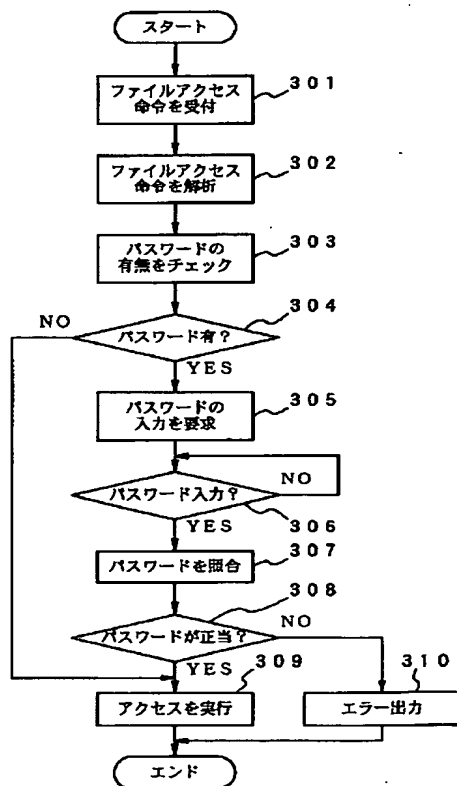 スタート
ファイルアクセス
命令を受付
３０１
ファイルアクセス
命令を解析
３０２
パスワードの
有無をチェック
３０３
パスワード有？
３０４
NO
YES
パスワードの
入力を要求
３０５
パスワード入力？
NO
３０６
YES
パスワードを照合
３０７
パスワードが正当？
３０８
NO
YES
アクセスを実行
３０９
エラー出力
３１０
エンド